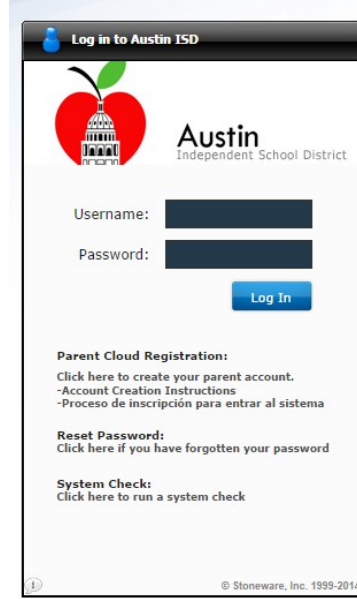 Log in to Austin ISD
Austin
Independent School District
Username:
Password:
Log In
Parent Cloud Registration:
Click here to create your parent account.
-Account Creation Instructions
-Proceso de inscripción para entrar al sistema
Reset Password:
Click here if you have forgotten your password
System Check:
Click here to run a system check
© Stoneware, Inc. 1999-2014